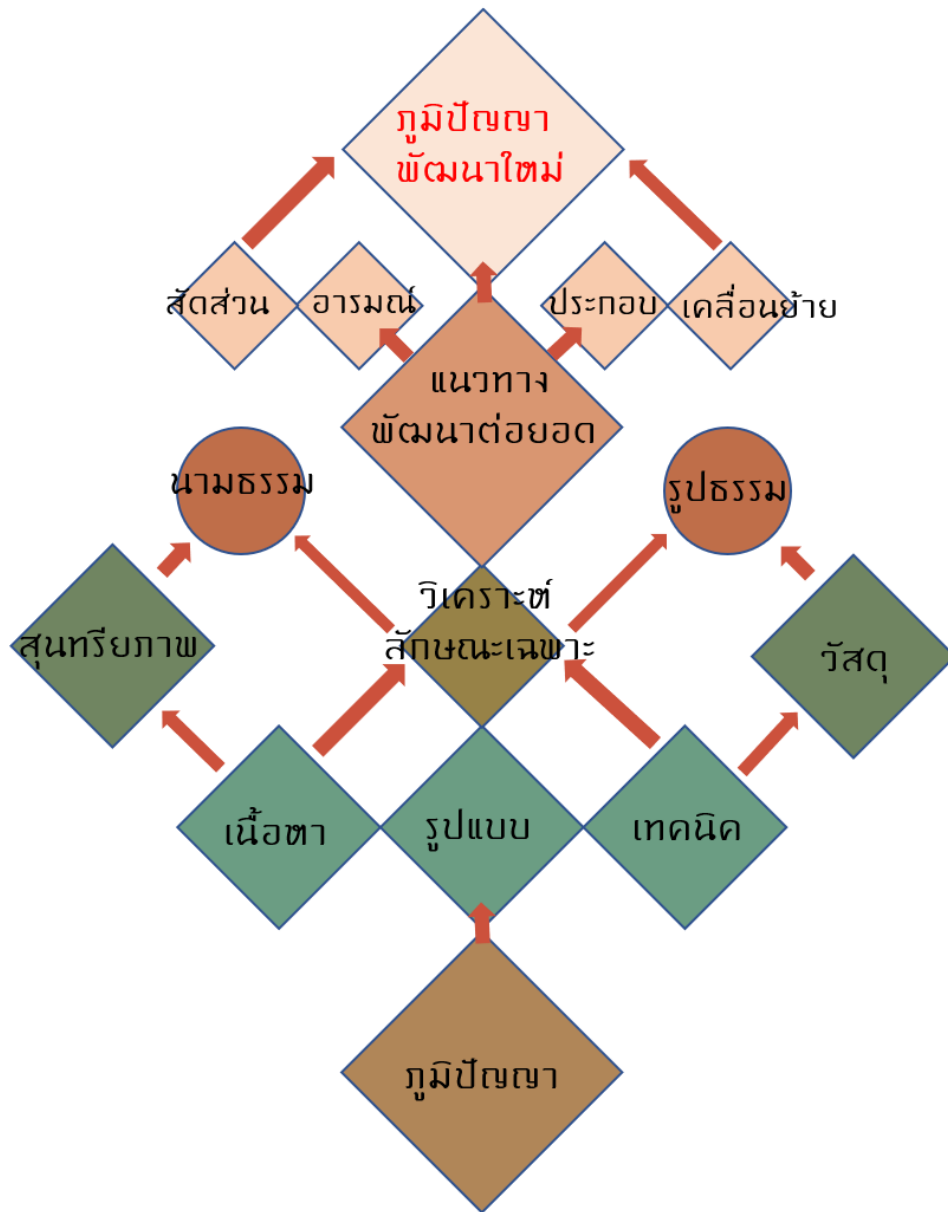 ภูมิปัญญา
พัฒนาใหม่
สัดส่วน
อารมณ์
ประกอบ
เคลื่อนย้าย
แนวทาง
พัฒนาต่อยอด
นามธรรม
รูปธรรม
วิเคราะห์
ลักษณะเฉพาะ
สุนทรียภาพ
วัสดุ
เนื้อหา
รูปแบบ
เทคนิค
ภูมิปัญญา